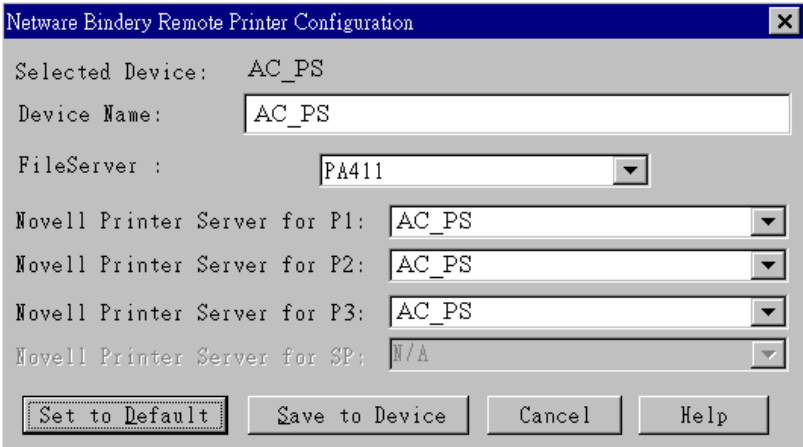 Netware Bindery Remote Printer Configuration
Selected Device: AC_PS
Device Name: AC_PS
FileServer : PA411
Novell Printer Server for P1: AC_PS
Novell Printer Server for P2: AC_PS
Novell Printer Server for P3: AC_PS
Novell Printer Server for SP: N/A
Set to Default Save to Device Cancel Help